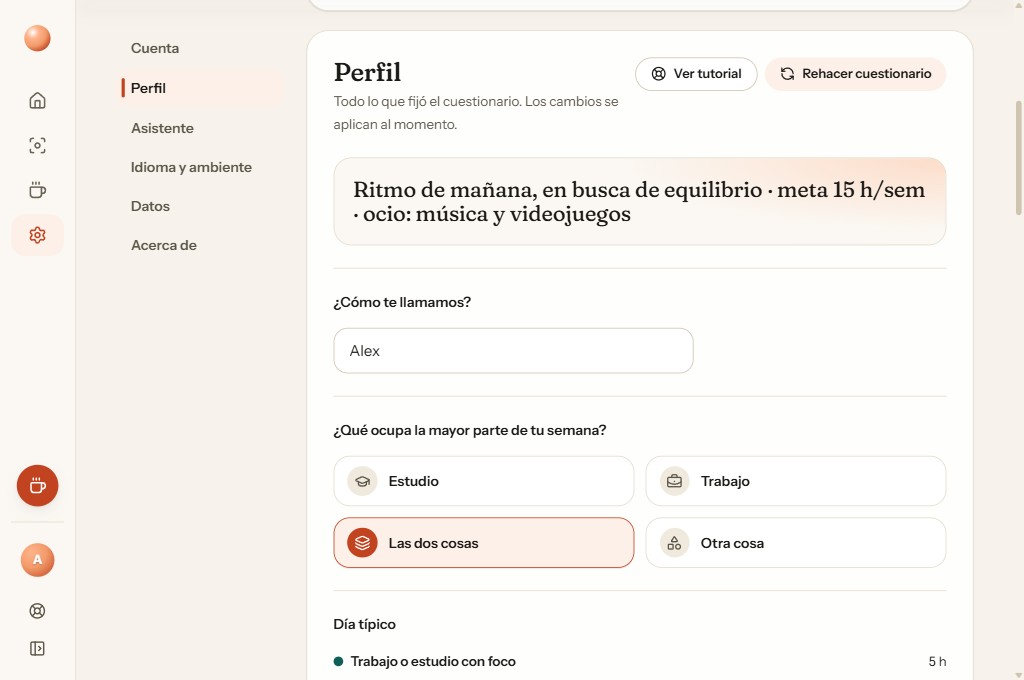 Cuenta
Perfil
Asistente
Idioma y ambiente
Datos
Acerca de
A
Perfil
Todo lo que fijó el cuestionario. Los cambios se
aplican al momento.
Ver tutorial
Rehacer cuestionario
Ritmo de mañana, en busca de equilibrio · meta 15 h/sem
· ocio: música y videojuegos
¿Cómo te llamamos?
Alex
¿Qué ocupa la mayor parte de tu semana?
Estudio
Trabajo
Las dos cosas
Otra cosa
Día típico
Trabajo o estudio con foco
5 h